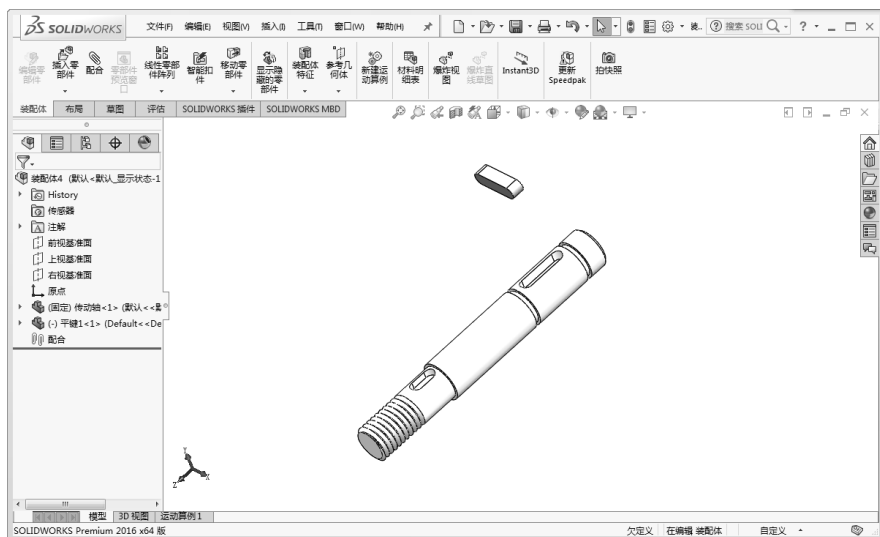 SOLIDWORKS 文件(F) 编辑(E) 视图(V) 插入(I) 工具(T) 窗口(W) 帮助(H) 装.. 搜索 SOLI
编辑零部件 插入零部件 配合 零部件预览窗口 线性零部件阵列 智能扣件 移动零部件 显示隐藏的零部件 装配体特征 参考几何体 新建运动算例 材料明细表 爆炸视图 爆炸直线草图 Instant3D 更新 Speedpak 拍快照
装配体 布局 草图 评估 SOLIDWORKS 插件 SOLIDWORKS MBD
装配体4 (默认<默认_显示状态-1
History
传感器
注解
前视基准面
上视基准面
右视基准面
原点
(固定) 传动轴<1> (默认<<默
(-) 平键1<1> (Default<<De
配合
Y
Z X
模型 3D 视图 运动算例1
SOLIDWORKS Premium 2016 x64 版 欠定义 在编辑 装配体 自定义